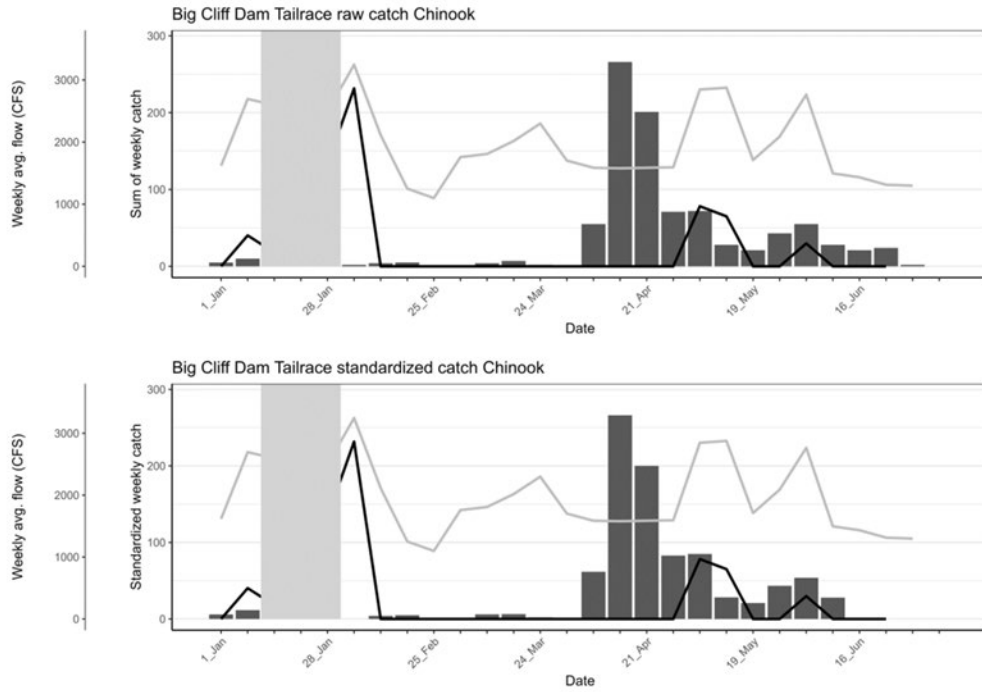 Big Cliff Dam Tailrace raw catch Chinook
Weekly avg. flow (CFS)
3000
2000
1000
0
Sum of weekly catch
300
200
100
0
1_Jan
28_Jan
25_Feb
24_Mar
21_Apr
19_May
16_Jun
Date
Big Cliff Dam Tailrace standardized catch Chinook
Weekly avg. flow (CFS)
3000
2000
1000
0
Standardized weekly catch
300
200
100
0
1_Jan
28_Jan
25_Feb
24_Mar
21_Apr
19_May
16_Jun
Date